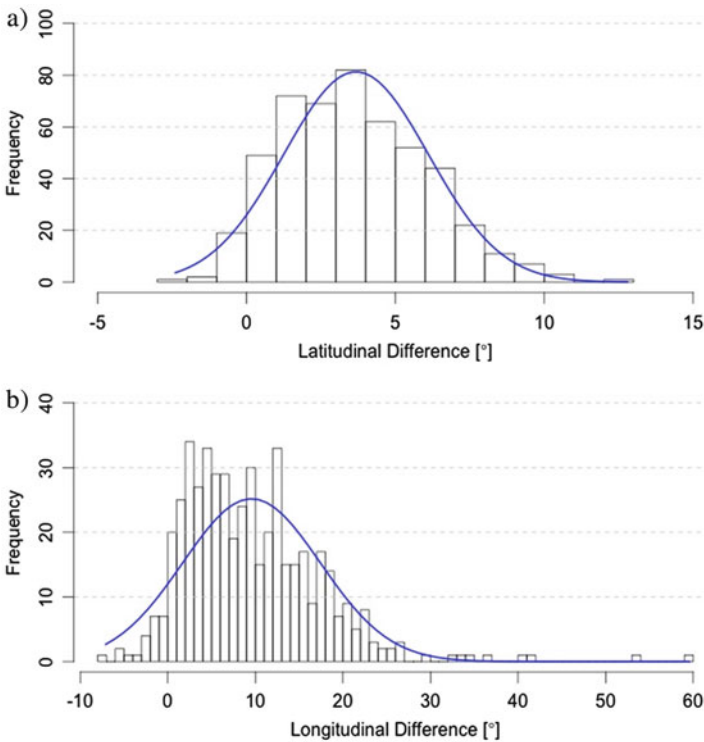 a)
100
80
60
40
20
0
Frequency
-5 0 5 10 15
Latitudinal Difference [°]
b)
40
30
20
10
0
Frequency
-10 0 10 20 30 40 50 60
Longitudinal Difference [°]